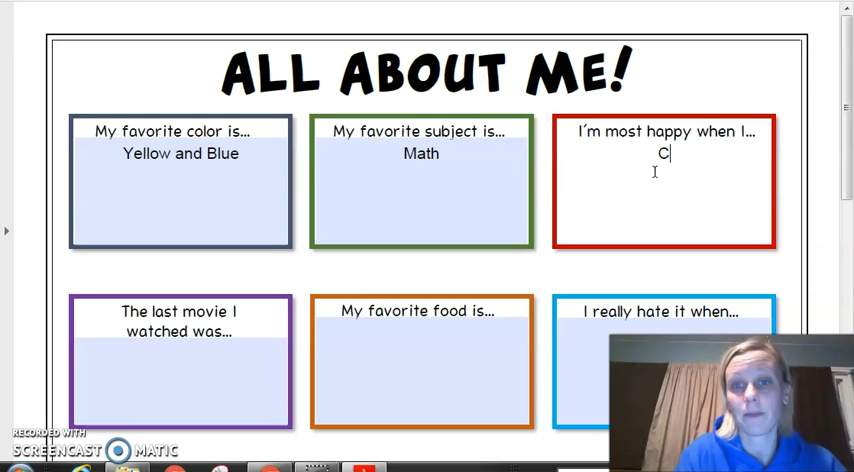 ALL ABOUT ME!
My favorite color is...
Yellow and Blue
My favorite subject is...
Math
I'm most happy when I...
C
The last movie I
watched was...
My favorite food is...
I really hate it when...
RECORDED WITH
SCREENCAST MATIC